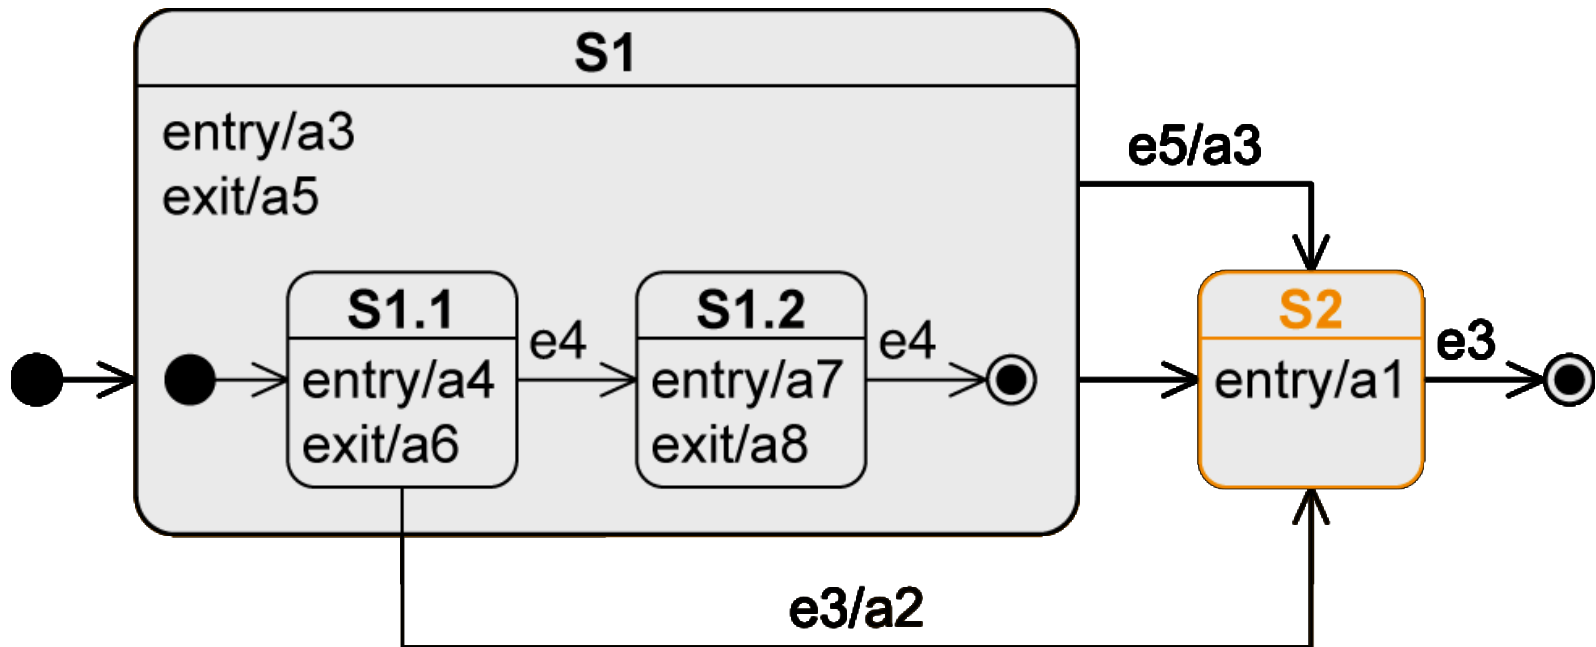 S1
entry/a3
exit/a5
e5/a3
S1.1
entry/a4
exit/a6
e4
S1.2
entry/a7
exit/a8
e4
S2
entry/a1
e3
e3/a2